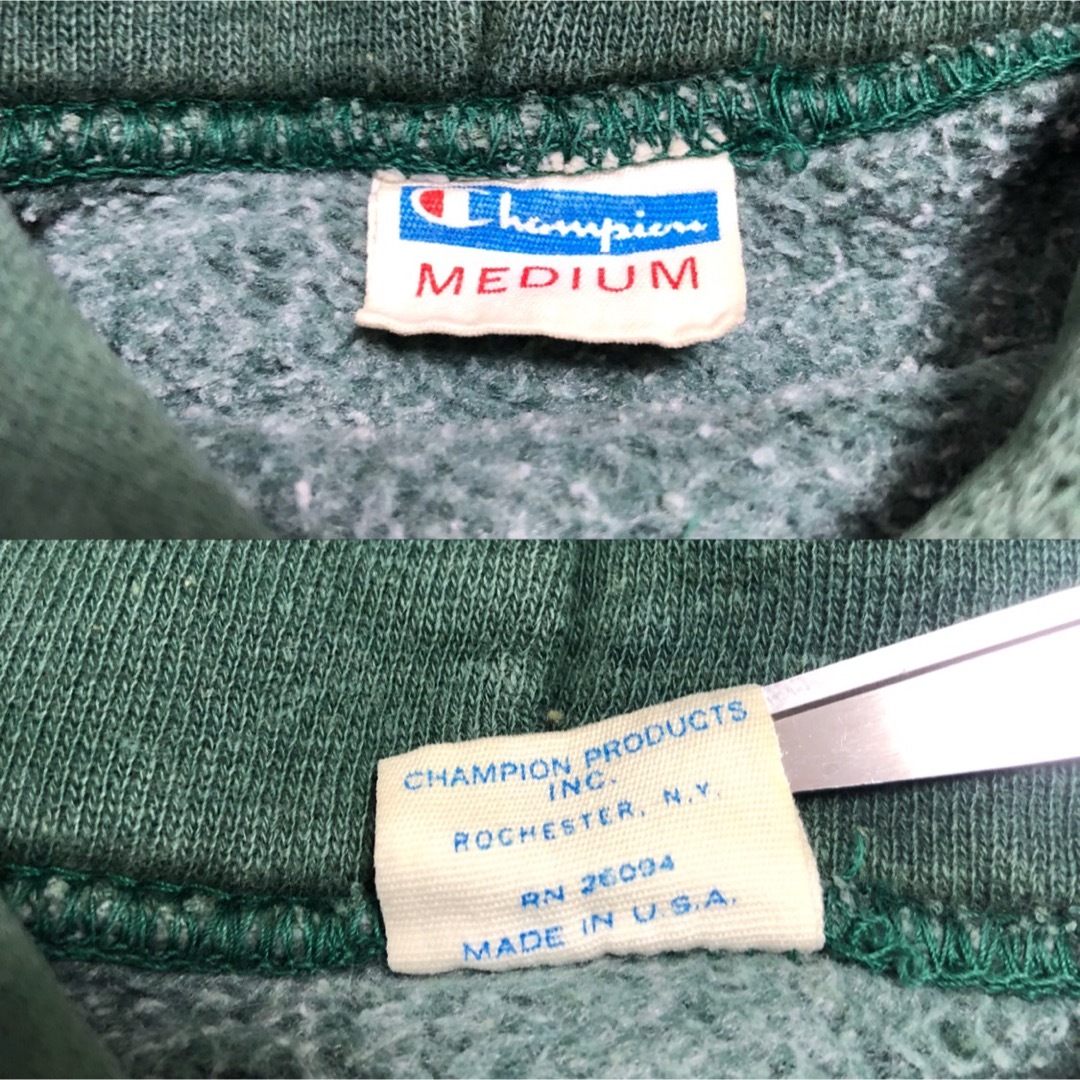 Champion
MEDIUM
CHAMPION PRODUCTS
INC.
ROCHESTER, N.Y.
RN 26094
MADE IN U.S.A.